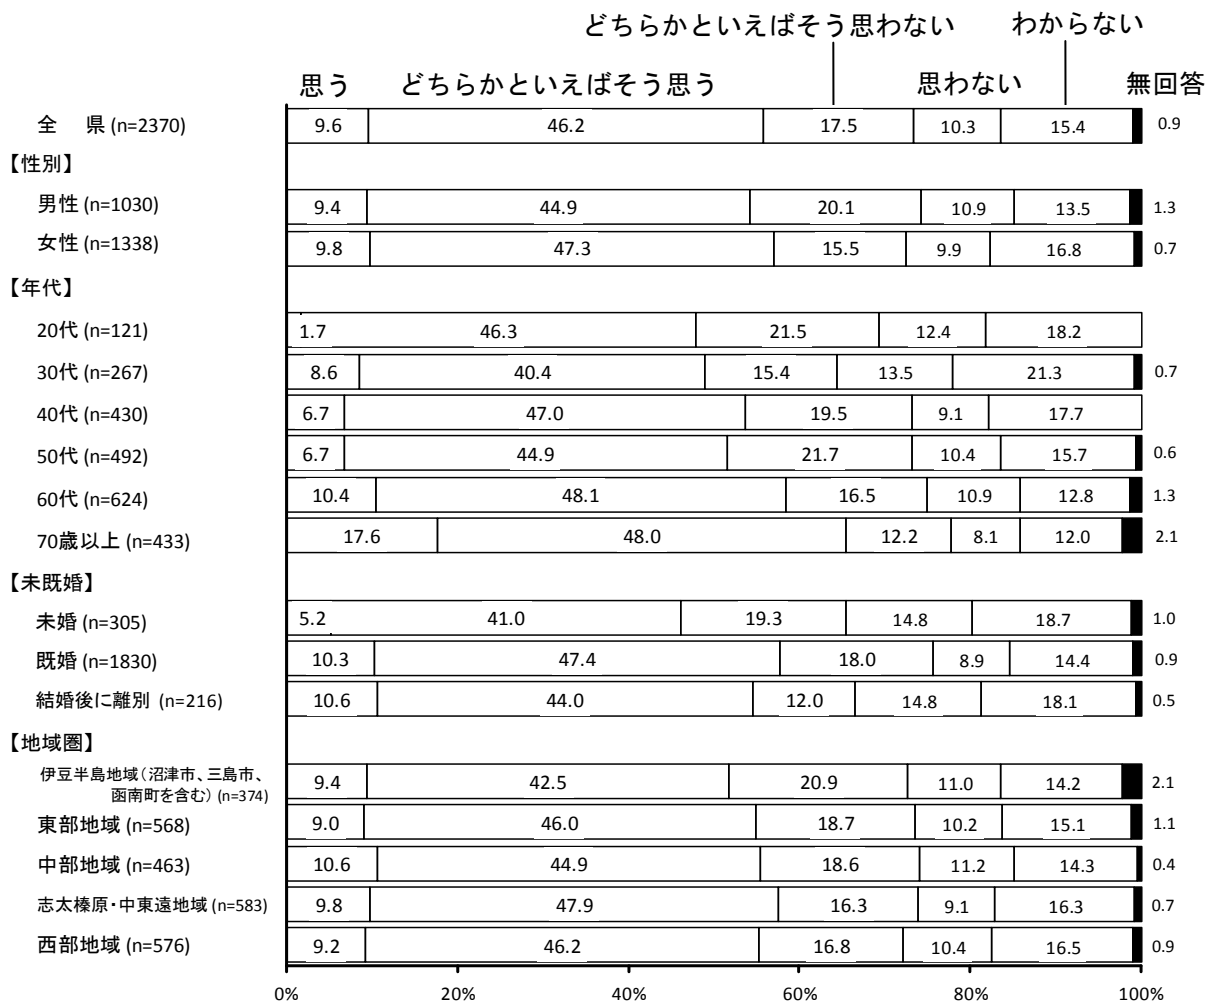 どちらかといえばそう思わない わからない
思う どちらかといえばそう思う 思わない 無回答
全 県 (n=2370) 9.6 46.2 17.5 10.3 15.4 0.9
【性別】
男性 (n=1030) 9.4 44.9 20.1 10.9 13.5 1.3
女性 (n=1338) 9.8 47.3 15.5 9.9 16.8 0.7
【年代】
20代 (n=121) 1.7 46.3 21.5 12.4 18.2
30代 (n=267) 8.6 40.4 15.4 13.5 21.3 0.7
40代 (n=430) 6.7 47.0 19.5 9.1 17.7
50代 (n=492) 6.7 44.9 21.7 10.4 15.7 0.6
60代 (n=624) 10.4 48.1 16.5 10.9 12.8 1.3
70歳以上 (n=433) 17.6 48.0 12.2 8.1 12.0 2.1
【未既婚】
未婚 (n=305) 5.2 41.0 19.3 14.8 18.7 1.0
既婚 (n=1830) 10.3 47.4 18.0 8.9 14.4 0.9
結婚後に離別 (n=216) 10.6 44.0 12.0 14.8 18.1 0.5
【地域圏】
伊豆半島地域（沼津市、三島市、
函南町を含む） (n=374) 9.4 42.5 20.9 11.0 14.2 2.1
東部地域 (n=568) 9.0 46.0 18.7 10.2 15.1 1.1
中部地域 (n=463) 10.6 44.9 18.6 11.2 14.3 0.4
志太榛原・中東遠地域 (n=583) 9.8 47.9 16.3 9.1 16.3 0.7
西部地域 (n=576) 9.2 46.2 16.8 10.4 16.5 0.9
0% 20% 40% 60% 80% 100%